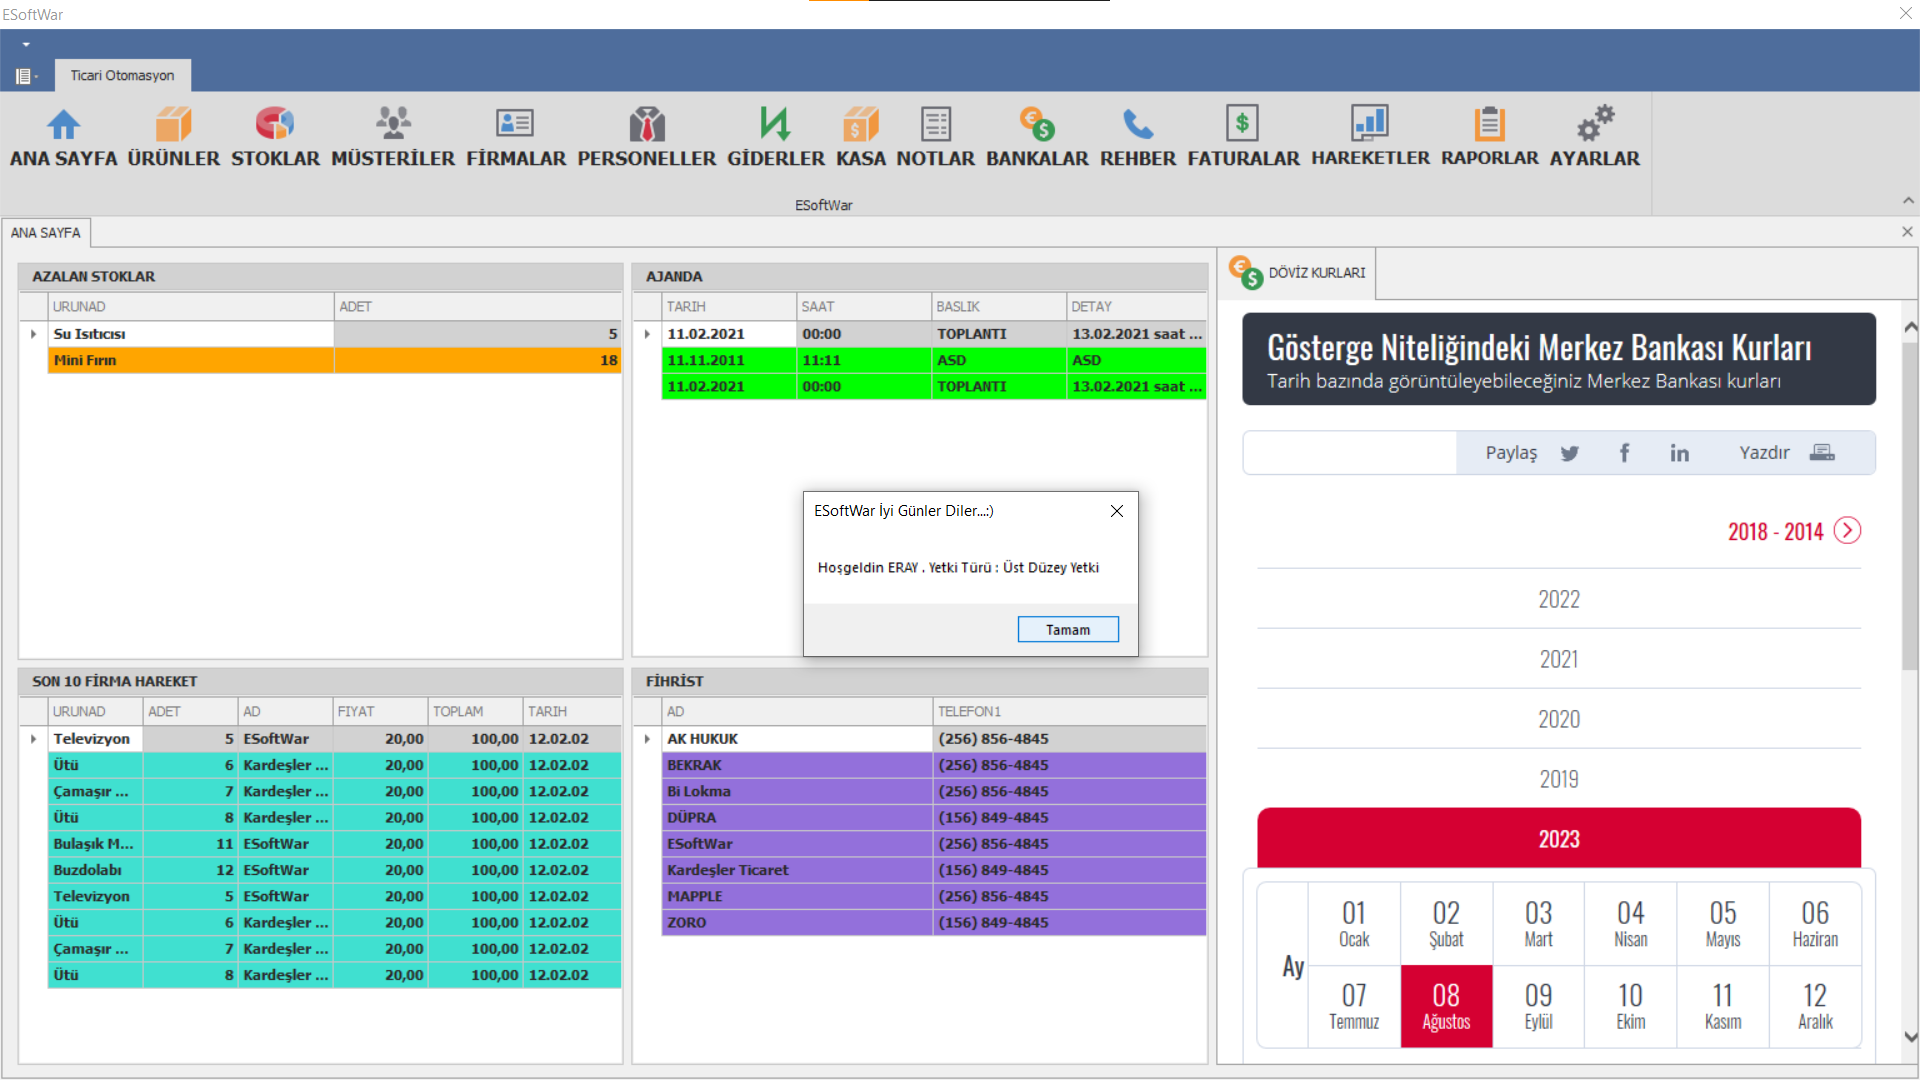 ESoftWar
Ticari Otomasyon
ANA SAYFA ÜRÜNLER STOKLAR MÜSTERİLER FİRMALAR PERSONELLER GİDERLER KASA NOTLAR BANKALAR REHBER FATURALAR HAREKETLER RAPORLAR AYARLAR
ESoftWar
ANA SAYFA
AZALAN STOKLAR
URUNAD ADET
Su Isıtıcısı 5
Mini Fırın 18
AJANDA
TARIH SAAT BASLIK DETAY
11.02.2021 00:00 TOPLANTI 13.02.2021 saat ...
11.11.2011 11:11 ASD ASD
11.02.2021 00:00 TOPLANTI 13.02.2021 saat ...
ESoftWar İyi Günler Diler...:)
Hoşgeldin ERAY . Yetki Türü : Üst Düzey Yetki
Tamam
SON 10 FİRMA HAREKET
URUNAD ADET AD FIYAT TOPLAM TARIH
Televizyon 5 ESoftWar 20,00 100,00 12.02.02
Ütü 6 Kardeşler ... 20,00 100,00 12.02.02
Çamaşır ... 7 Kardeşler ... 20,00 100,00 12.02.02
Ütü 8 Kardeşler ... 20,00 100,00 12.02.02
Bulaşık M... 11 ESoftWar 20,00 100,00 12.02.02
Buzdolabı 12 ESoftWar 20,00 100,00 12.02.02
Televizyon 5 ESoftWar 20,00 100,00 12.02.02
Ütü 6 Kardeşler ... 20,00 100,00 12.02.02
Çamaşır ... 7 Kardeşler ... 20,00 100,00 12.02.02
Ütü 8 Kardeşler ... 20,00 100,00 12.02.02
FİHRİST
AD TELEFON1
AK HUKUK (256) 856-4845
BEKRAK (256) 856-4845
Bi Lokma (256) 856-4845
DÜPRA (156) 849-4845
ESoftWar (256) 856-4845
Kardeşler Ticaret (156) 849-4845
MAPPLE (256) 856-4845
ZORO (156) 849-4845
DÖVİZ KURLARI
Gösterge Niteliğindeki Merkez Bankası Kurları
Tarih bazında görüntüleyebileceğiniz Merkez Bankası kurları
Paylaş Yazdır
2018 - 2014
2022
2021
2020
2019
2023
Ay
01 02 03 04 05 06
Ocak Şubat Mart Nisan Mayıs Haziran
07 08 09 10 11 12
Temmuz Ağustos Eylül Ekim Kasım Aralık